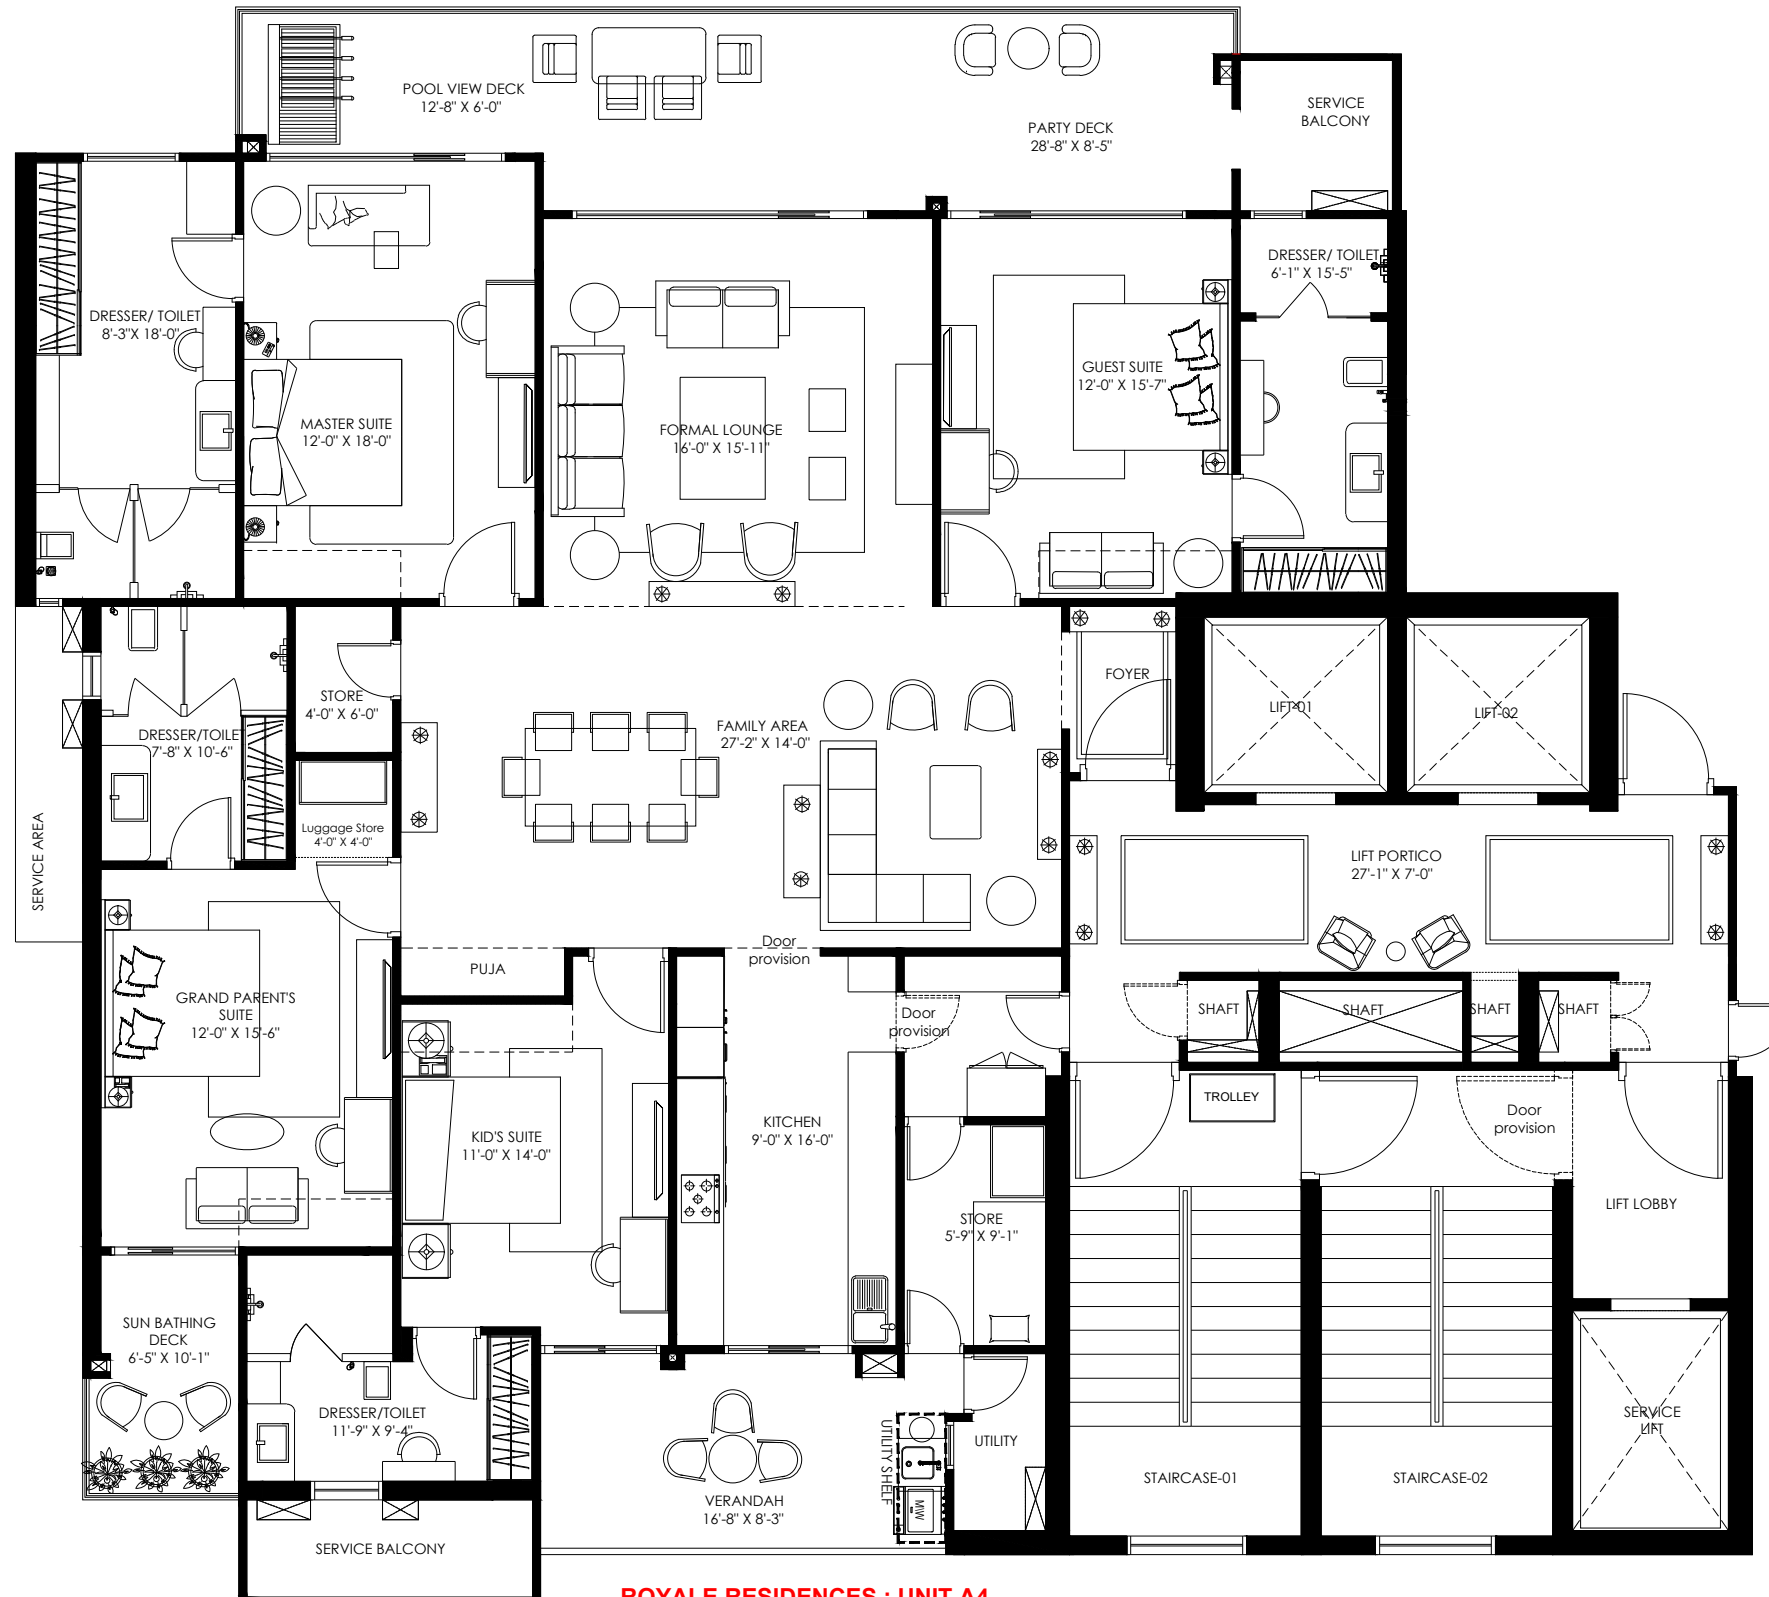 POOL VIEW DECK
12'-8" X 6'-0"
SERVICE
BALCONY
PARTY DECK
28'-8" X 8'-5"
DRESSER/ TOILET
8'-3"X 18'-0"
MASTER SUITE
12'-0" X 18'-0"
FORMAL LOUNGE
16'-0" X 15'-11"
GUEST SUITE
12'-0" X 15'-7"
DRESSER/ TOILET
6'-1" X 15'-5"
STORE
4'-0" X 6'-0"
DRESSER/TOILET
7'-8" X 10'-6"
FAMILY AREA
27'-2" X 14'-0"
FOYER
LIFT-01
LIFT-02
SERVICE AREA
Luggage Store
4'-0" X 4'-0"
LIFT PORTICO
27'-1" X 7'-0"
PUJA
Door
provision
GRAND PARENT'S
SUITE
12'-0" X 15'-6"
Door
provision
SHAFT
SHAFT
SHAFT
SHAFT
TROLLEY
KID'S SUITE
11'-0" X 14'-0"
KITCHEN
9'-0" X 16'-0"
Door
provision
STORE
5'-9" X 9'-1"
LIFT LOBBY
SUN BATHING
DECK
6'-5" X 10'-1"
DRESSER/TOILET
11'-9" X 9'-4"
UTILITY SHELF
UTILITY
MW
SERVICE
LIFT
VERANDAH
16'-8" X 8'-3"
STAIRCASE-01
STAIRCASE-02
SERVICE BALCONY
ROYALE RESIDENCES : UNIT A4